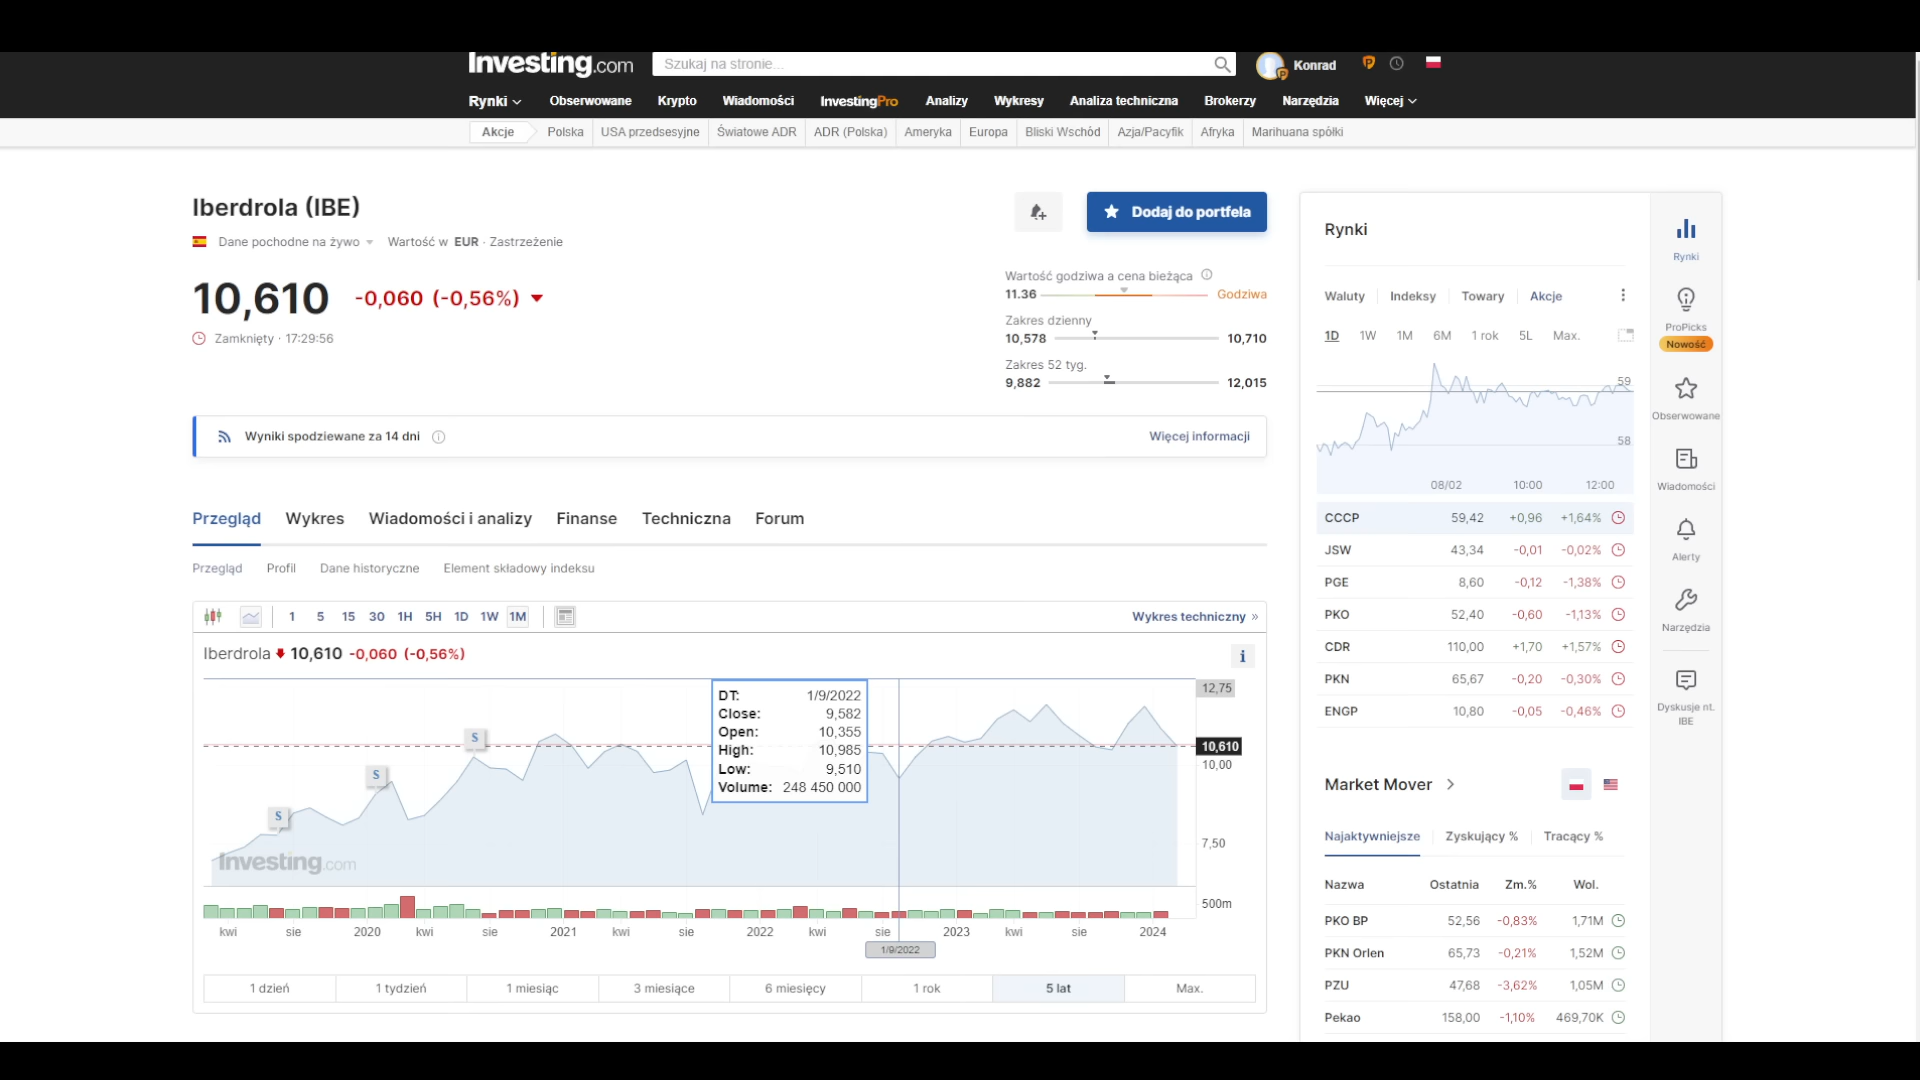 Investing.com
Szukaj na stronie...
Konrad
Rynki
Obserwowane
Krypto
Wiadomości
InvestingPro
Analizy
Wykresy
Analiza techniczna
Brokerzy
Narzędzia
Więcej
Akcje
Polska
USA przedsesyjne
Światowe ADR
ADR (Polska)
Ameryka
Europa
Bliski Wschód
Azja/Pacyfik
Afryka
Marihuana spółki
Iberdrola (IBE)
Dodaj do portfela
Dane pochodne na żywo
Wartość w EUR · Zastrzeżenie
10,610 -0,060 (-0,56%)
Zamknięty · 17:29:56
Wartość godziwa a cena bieżąca
11.36 Godziwa
Zakres dzienny
10,578 10,710
Zakres 52 tyg.
9,882 12,015
Wyniki spodziewane za 14 dni
Więcej informacji
Przegląd Wykres Wiadomości i analizy Finanse Techniczna Forum
Przegląd Profil Dane historyczne Element składowy indeksu
1 5 15 30 1H 5H 1D 1W 1M
Wykres techniczny »
Iberdrola 10,610 -0,060 (-0,56%)
i
DT: 1/9/2022
Close: 9,582
Open: 10,355
High: 10,985
Low: 9,510
Volume: 248 450 000
S
S
S
12,75
10,610
10,00
7,50
500m
Investing.com
kwi sie 2020 kwi sie 2021 kwi sie 2022 kwi sie 2023 kwi sie 2024
1/9/2022
1 dzień 1 tydzień 1 miesiąc 3 miesiące 6 miesięcy 1 rok 5 lat Max.
Rynki
Waluty Indeksy Towary Akcje
1D 1W 1M 6M 1 rok 5L Max.
59
58
08/02 10:00 12:00
CCCP 59,42 +0,96 +1,64%
JSW 43,34 -0,01 -0,02%
PGE 8,60 -0,12 -1,38%
PKO 52,40 -0,60 -1,13%
CDR 110,00 +1,70 +1,57%
PKN 65,67 -0,20 -0,30%
ENGP 10,80 -0,05 -0,46%
Market Mover
Najaktywniejsze Zyskujący % Tracący %
Nazwa Ostatnia Zm.% Wol.
PKO BP 52,56 -0,83% 1,71M
PKN Orlen 65,73 -0,21% 1,52M
PZU 47,68 -3,62% 1,05M
Pekao 158,00 -1,10% 469,70K
Rynki
ProPicks
Nowość
Obserwowane
Wiadomości
Alerty
Narzędzia
Dyskusje nt.
IBE